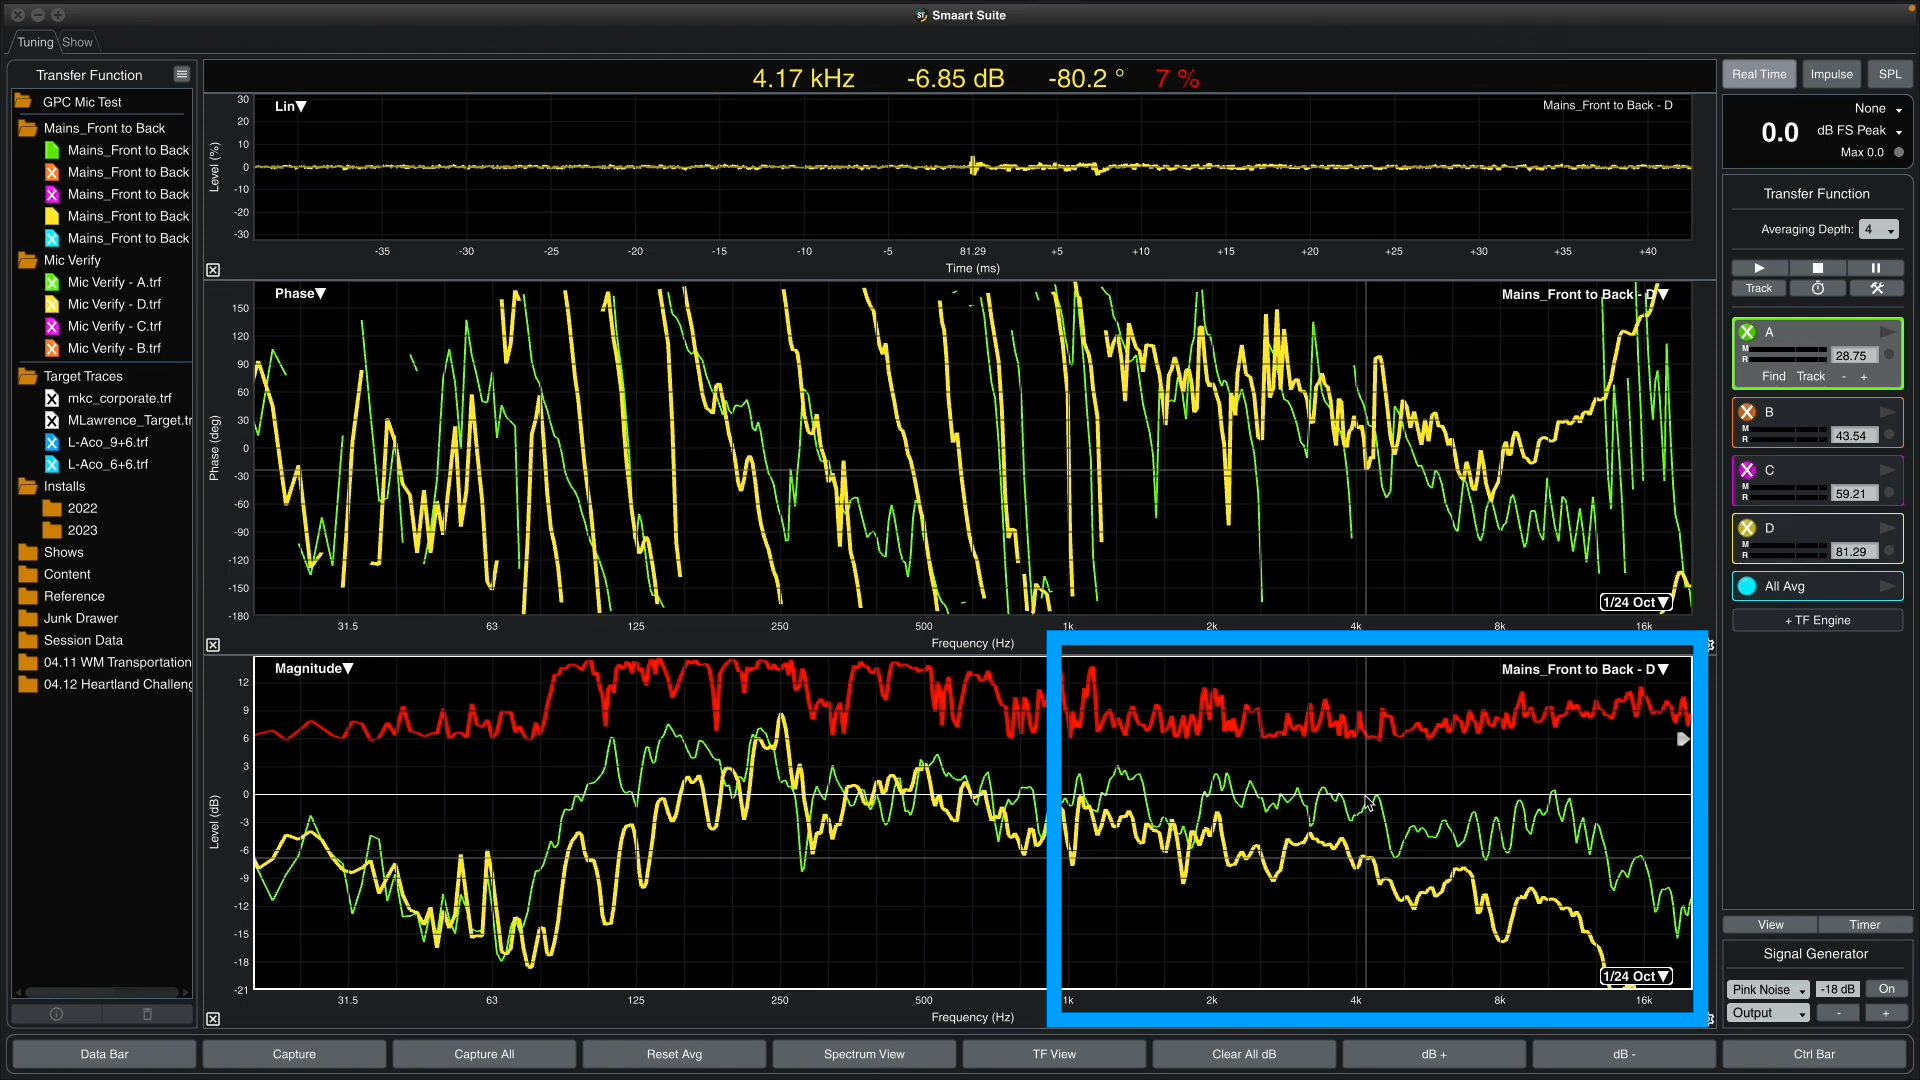 Smaart Suite
Tuning Show
Transfer Function
GPC Mic Test
Mains_Front to Back
Mains_Front to Back
Mains_Front to Back
Mains_Front to Back
Mains_Front to Back
Mains_Front to Back
Mic Verify
Mic Verify - A.trf
Mic Verify - D.trf
Mic Verify - C.trf
Mic Verify - B.trf
Target Traces
mkc_corporate.trf
MLawrence_Target.tr
L-Aco_9+6.trf
L-Aco_6+6.trf
Installs
2022
2023
Shows
Content
Reference
Junk Drawer
Session Data
04.11 WM Transportation
04.12 Heartland Challeng
4.17 kHz -6.85 dB -80.2 ° 7 %
Lin▼
Mains_Front to Back - D
Level (%)
30
20
10
0
-10
-20
-30
-35 -30 -25 -20 -15 -10 -5 81.29 +5 +10 +15 +20 +25 +30 +35 +40
Time (ms)
Phase▼
Mains_Front to Back - D▼
Phase (deg)
150
120
90
60
30
0
-30
-60
-90
-120
-150
-180
1/24 Oct▼
31.5 63 125 250 500 1k 2k 4k 8k 16k
Frequency (Hz)
Magnitude▼
Mains_Front to Back - D▼
Level (dB)
12
9
6
3
0
-3
-6
-9
-12
-15
-18
-21
1/24 Oct▼
31.5 63 125 250 500 1k 2k 4k 8k 16k
Frequency (Hz)
Real Time Impulse SPL
None
0.0 dB FS Peak
Max 0.0
Transfer Function
Averaging Depth: 4
Track
A
M
R
28.75
Find Track - +
B
M
R
43.54
C
M
R
59.21
D
M
R
81.29
All Avg
+ TF Engine
View Timer
Signal Generator
Pink Noise -18 dB On
Output - +
Data Bar Capture Capture All Reset Avg Spectrum View TF View Clear All dB dB + dB - Ctrl Bar